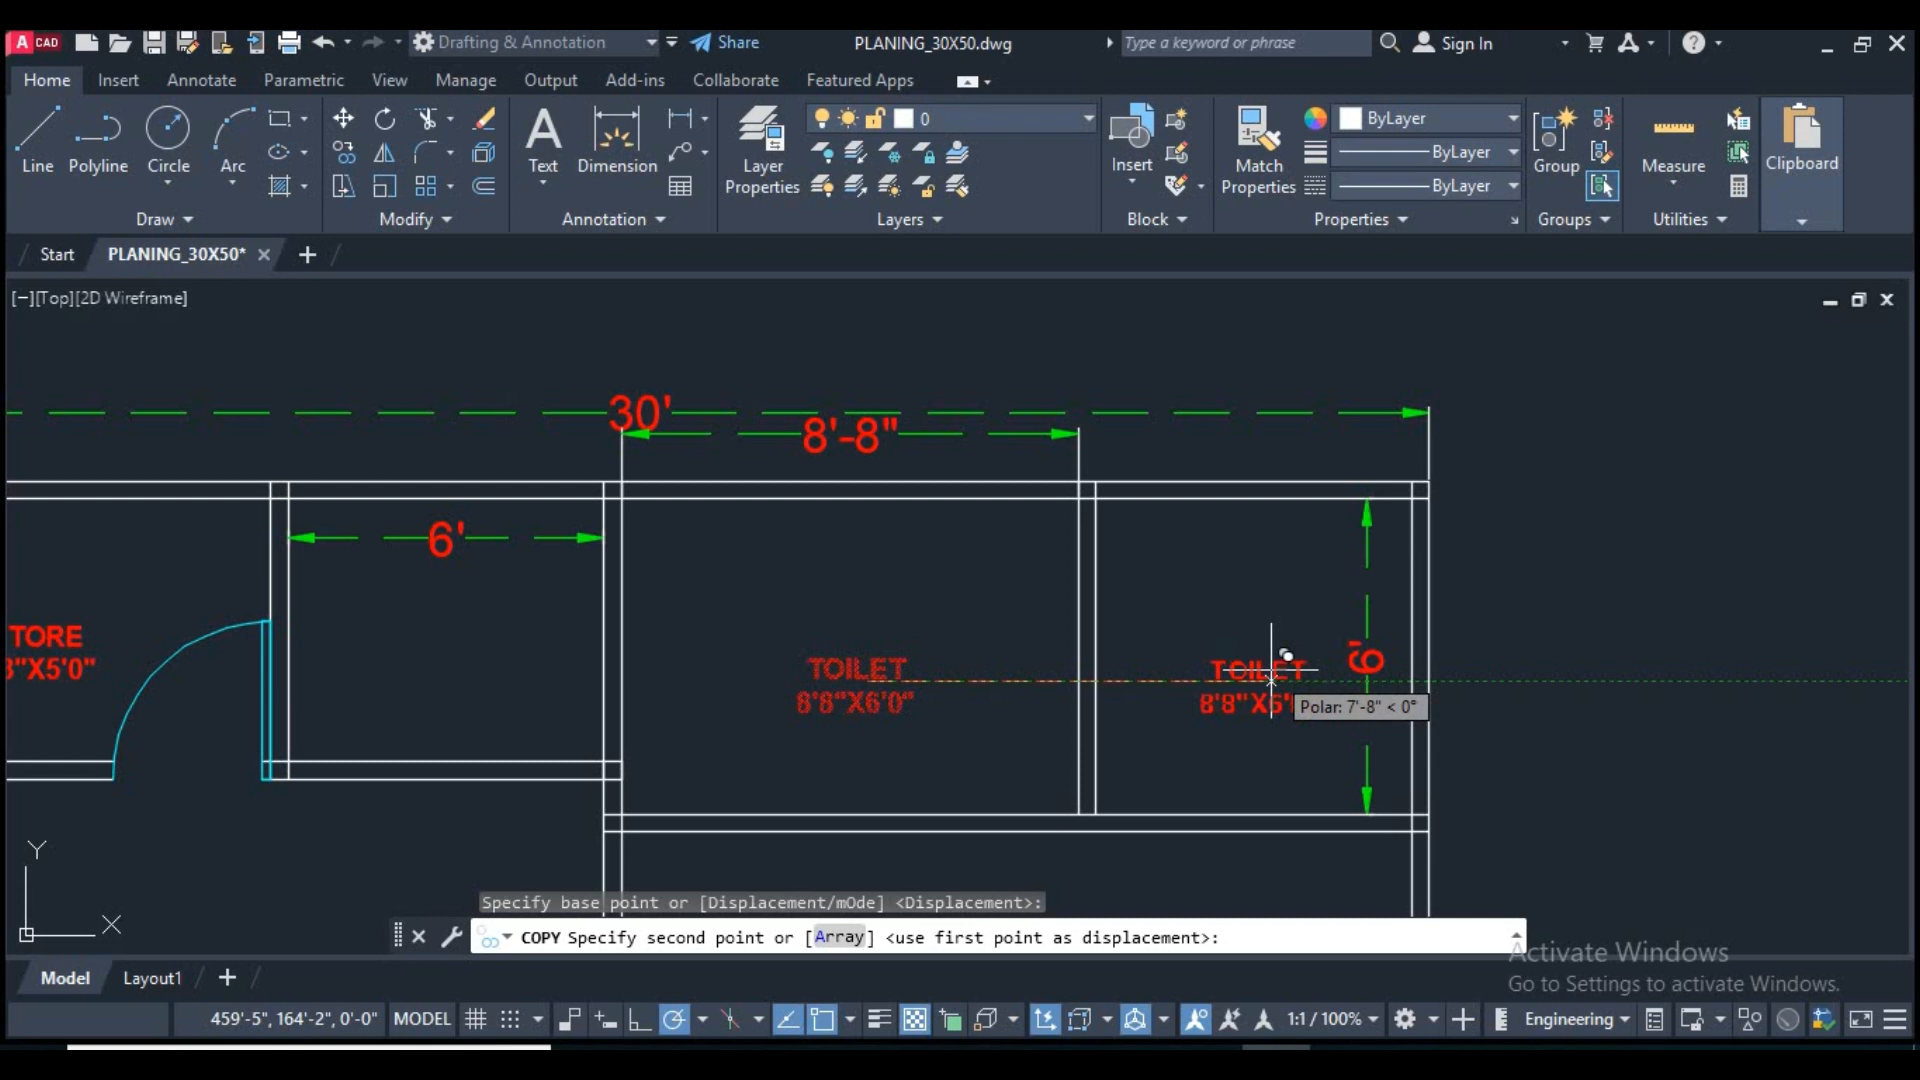 A CAD
Drafting & Annotation
Share
PLANING_30X50.dwg
Type a keyword or phrase
Sign In
Home Insert Annotate Parametric View Manage Output Add-ins Collaborate Featured Apps
Line Polyline Circle Arc
Draw
Modify
Text Dimension
Annotation
Layer Properties
0
Layers
Insert
Block
Match Properties
ByLayer
ByLayer
ByLayer
Properties
Group
Groups
Measure
Utilities
Clipboard
Start PLANING_30X50*
[−][Top][2D Wireframe]
30'
8'-8"
6'
TORE
8"X5'0"
TOILET
8'8"X6'0"
TOILET
8'8"X6'
6'
Polar: 7'-8" < 0°
Y
X
Specify base point or [Displacement/mOde] <Displacement>:
COPY Specify second point or [Array] <use first point as displacement>:
Activate Windows
Go to Settings to activate Windows.
Model Layout1
459'-5", 164'-2", 0'-0" MODEL 1:1 / 100% Engineering